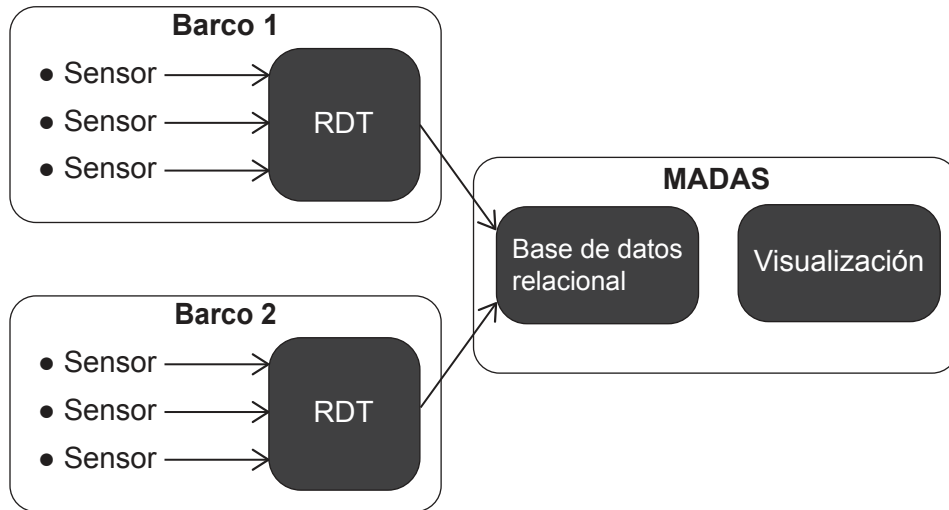 Barco 1
● Sensor
● Sensor
● Sensor
RDT
MADAS
Base de datos
relacional
Visualización
Barco 2
● Sensor
● Sensor
● Sensor
RDT